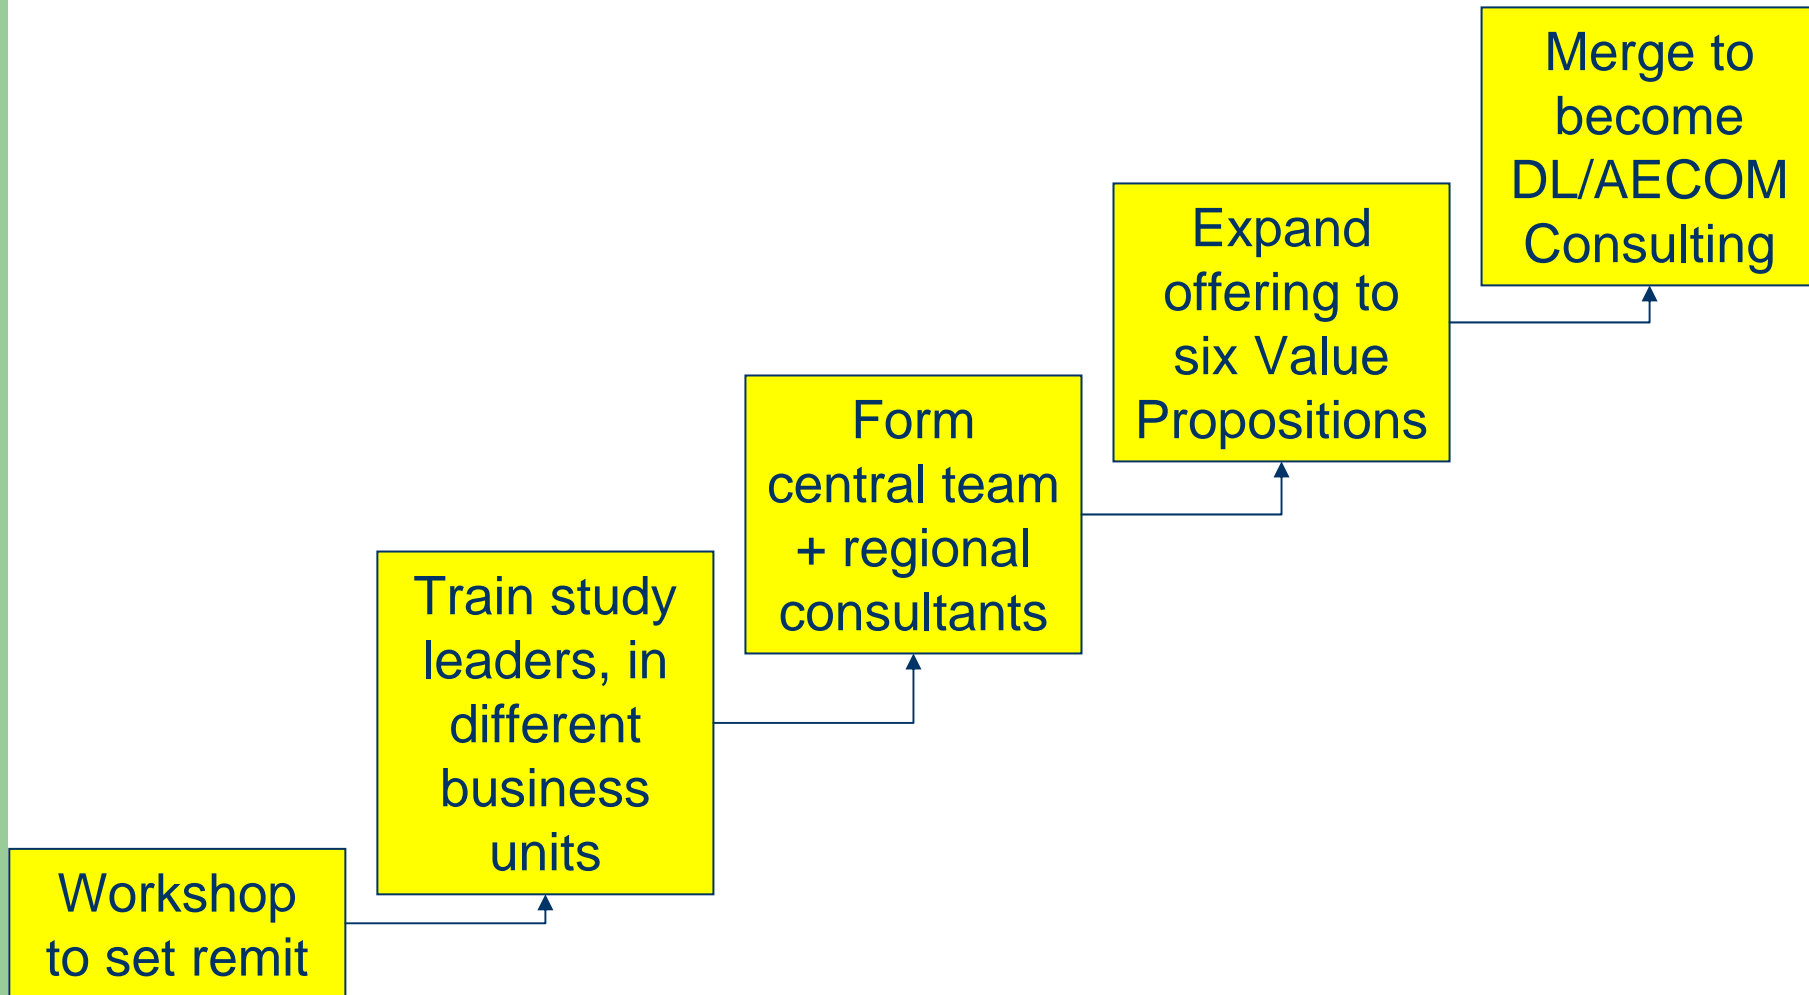 Workshop
to set remit
Train study
leaders, in
different
business
units
Form
central team
+ regional
consultants
Expand
offering to
six Value
Propositions
Merge to
become
DL/AECOM
Consulting